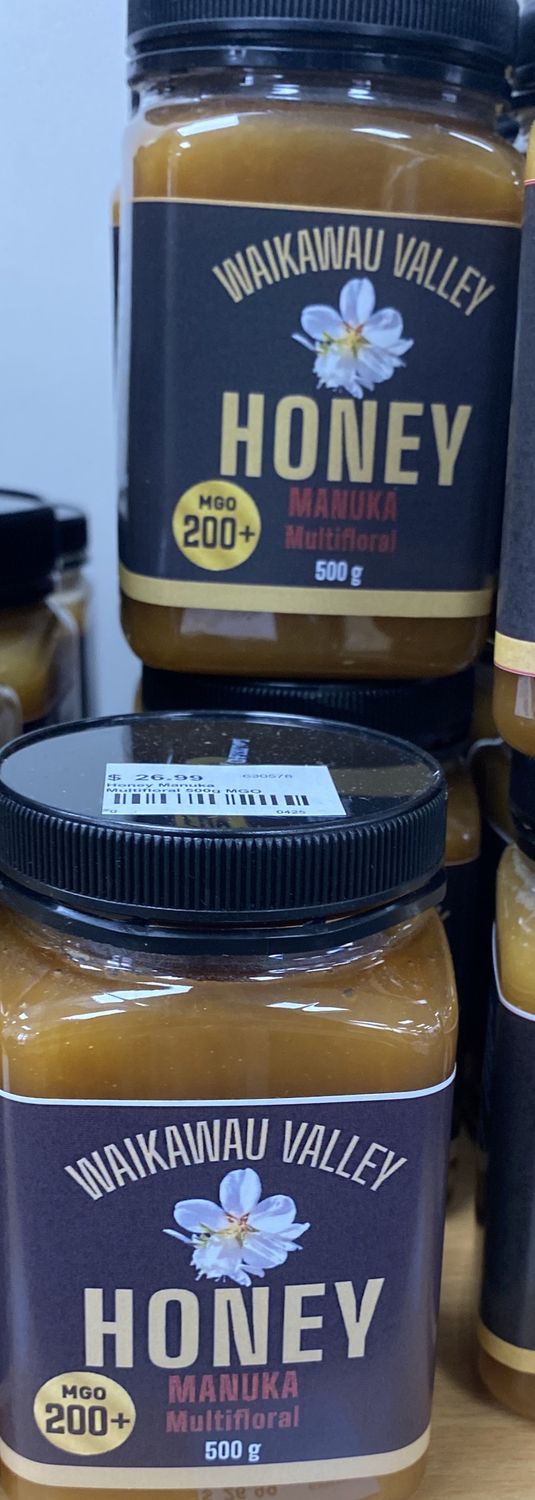 WAIKAWAU VALLEY
HONEY
MGO
200+
MANUKA
Multifloral
500 g
$ 26.99 630578
Honey Manuka
Multifloral 500g MGO
0425
WAIKAWAU VALLEY
HONEY
MGO
200+
MANUKA
Multifloral
500 g